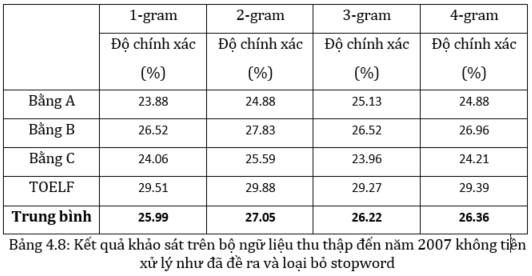 1-gram 2-gram 3-gram 4-gram
Độ chính xác Độ chính xác Độ chính xác Độ chính xác
(%) (%) (%) (%)
Bằng A 23.88 24.88 25.13 24.88
Bằng B 26.52 27.83 26.52 26.96
Bằng C 24.06 25.59 23.96 24.21
TOELF 29.51 29.88 29.27 29.39
Trung bình 25.99 27.05 26.22 26.36
Bảng 4.8: Kết quả khảo sát trên bộ ngữ liệu thu thập đến năm 2007 không tiền
xử lý như đã đề ra và loại bỏ stopword